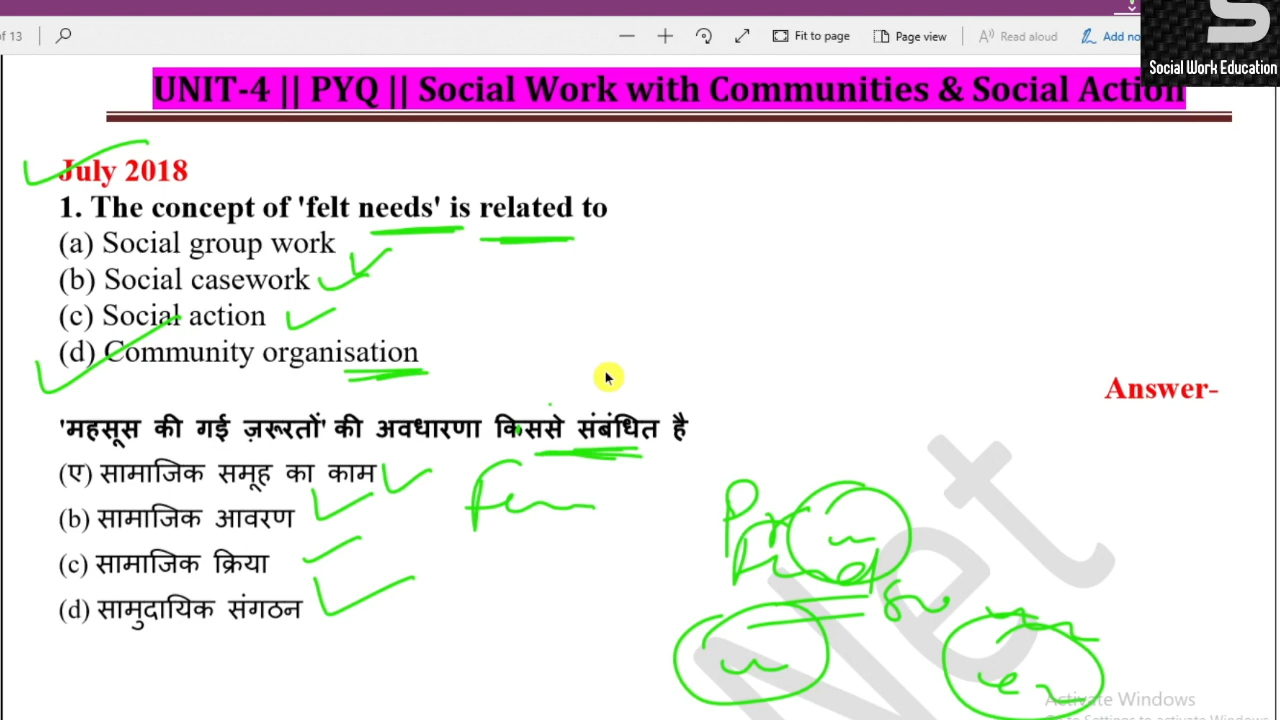 of 13
Fit to page
Page view
Read aloud
Add no
Social Work Education
UNIT-4 || PYQ || Social Work with Communities & Social Action
July 2018
1. The concept of 'felt needs' is related to
(a) Social group work
(b) Social casework
(c) Social action
(d) Community organisation
Answer-
'महसूस की गई ज़रूरतों' की अवधारणा किससे संबंधित है
(ए) सामाजिक समूह का काम
(b) सामाजिक आवरण
(c) सामाजिक क्रिया
(d) सामुदायिक संगठन
Net
Activate Windows